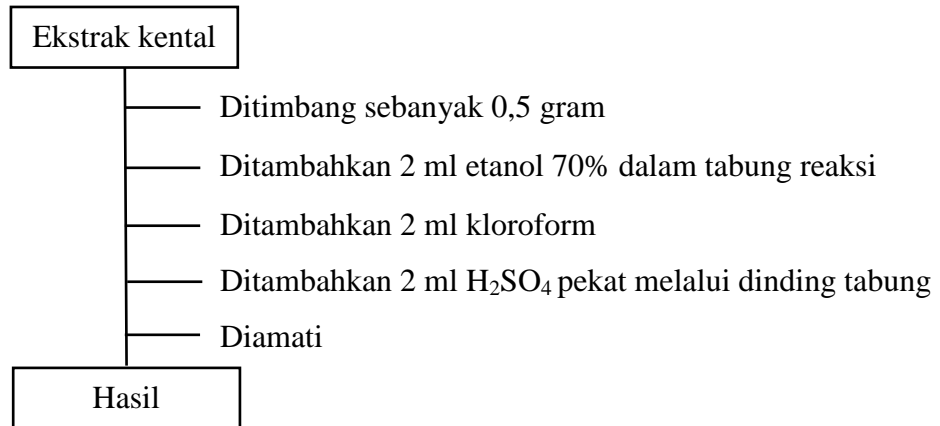 Ekstrak kental
Ditimbang sebanyak 0,5 gram
Ditambahkan 2 ml etanol 70% dalam tabung reaksi
Ditambahkan 2 ml kloroform
Ditambahkan 2 ml H₂SO₄ pekat melalui dinding tabung
Diamati
Hasil